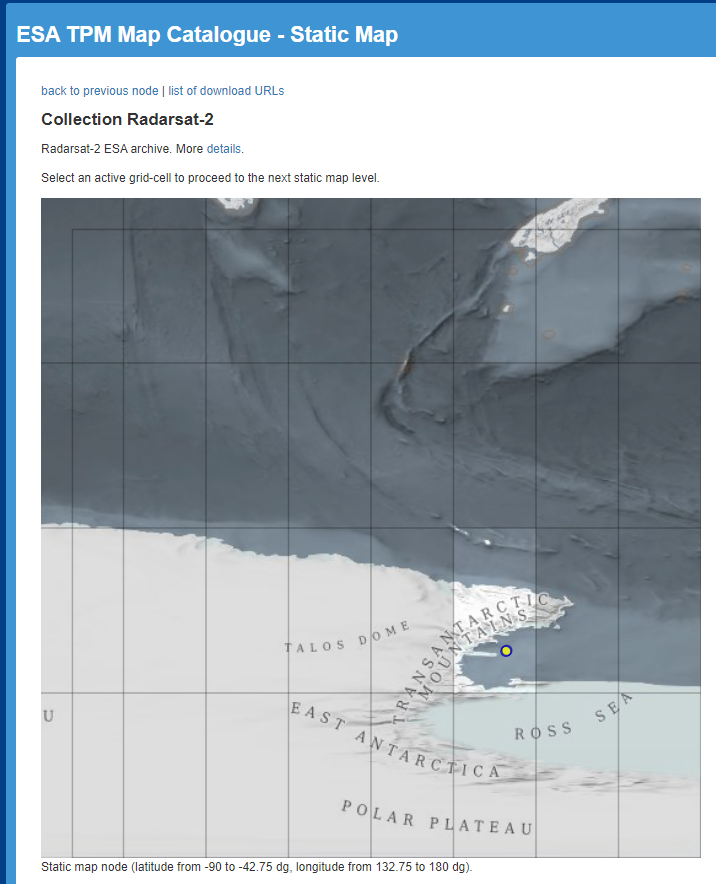 ESA TPM Map Catalogue - Static Map
back to previous node | list of download URLs
Collection Radarsat-2
Radarsat-2 ESA archive. More details.
Select an active grid-cell to proceed to the next static map level.
TRANSANTARCTIC
MOUNTAINS
TALOS DOME
U
EAST ANTARCTICA
ROSS SEA
POLAR PLATEAU
Static map node (latitude from -90 to -42.75 dg, longitude from 132.75 to 180 dg).